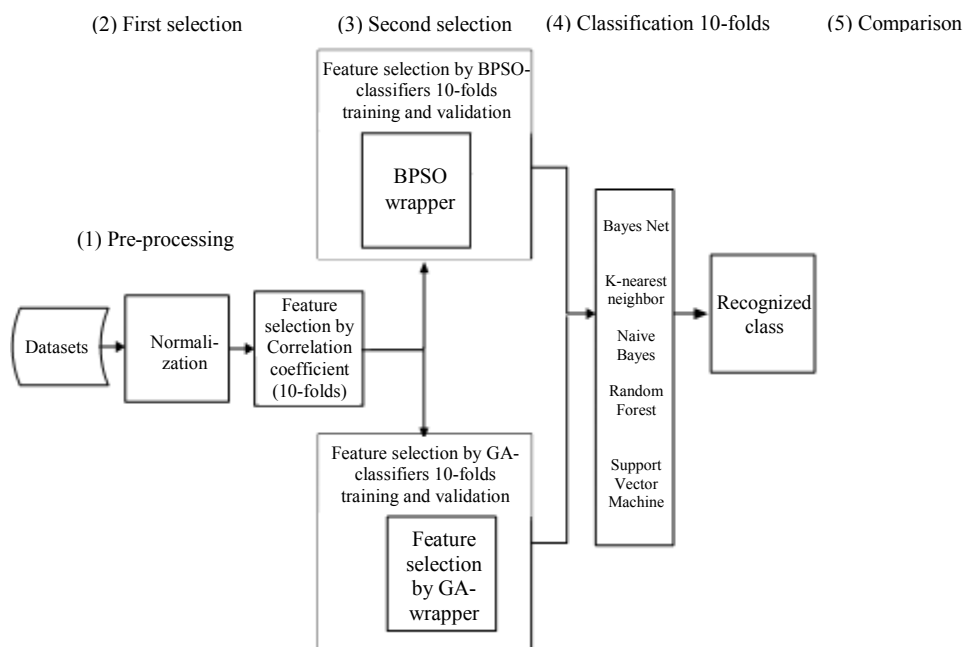 (2) First selection
(3) Second selection
(4) Classification 10-folds
(5) Comparison
Feature selection by BPSO-
classifiers 10-folds
training and validation
BPSO
wrapper
(1) Pre-processing
Datasets
Normali-
zation
Feature
selection by
Correlation
coefficient
(10-folds)
Feature selection by GA-
classifiers 10-folds
training and validation
Feature
selection
by GA-
wrapper
Bayes Net
K-nearest
neighbor
Naive
Bayes
Random
Forest
Support
Vector
Machine
Recognized
class